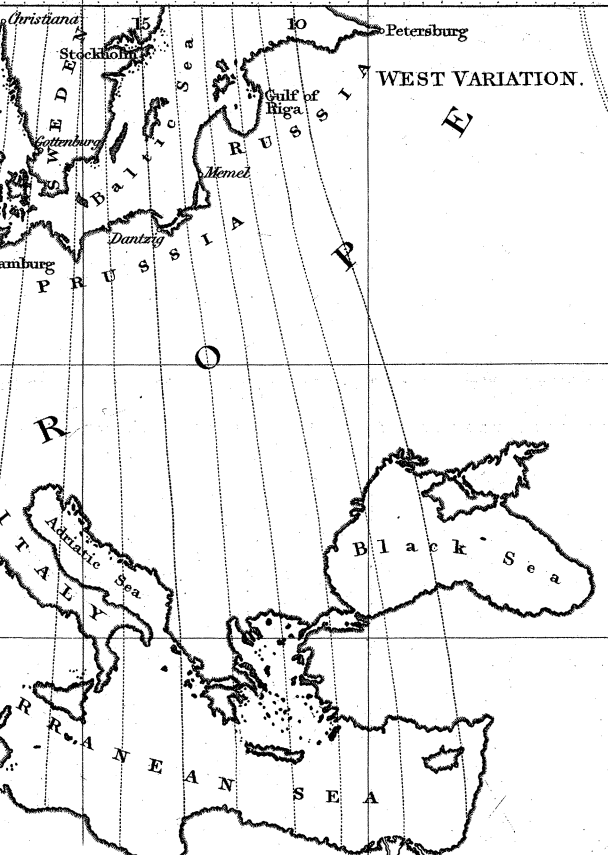 Christiana
15
10
Petersburg
Stockholm
SWEDEN
WEST VARIATION.
Gulf of
Riga
RUSSIA
E
Gottenburg
Baltic Sea
Memel
Dantzig
amburg
PRUSSIA
P
O
R
Adriatic Sea
ITALY
Black Sea
RRANEAN SEA